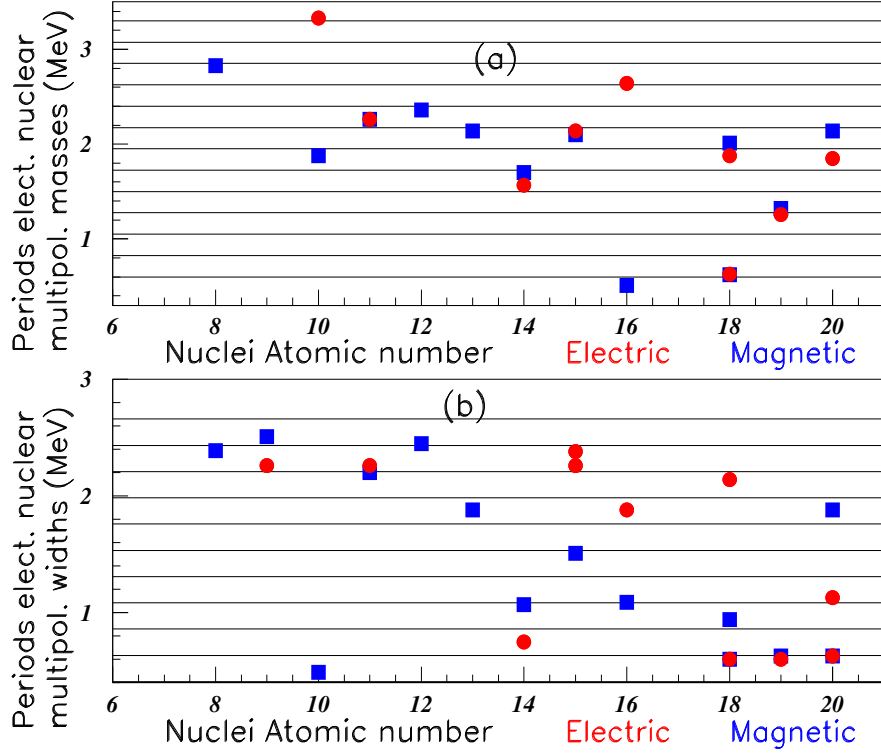 Periods elect. nuclear
multipol. masses (MeV)
(a)
3
2
1
6 8 10 12 14 16 18 20
Nuclei Atomic number Electric Magnetic
Periods elect. nuclear
multipol. widths (MeV)
(b)
3
2
1
6 8 10 12 14 16 18 20
Nuclei Atomic number Electric Magnetic